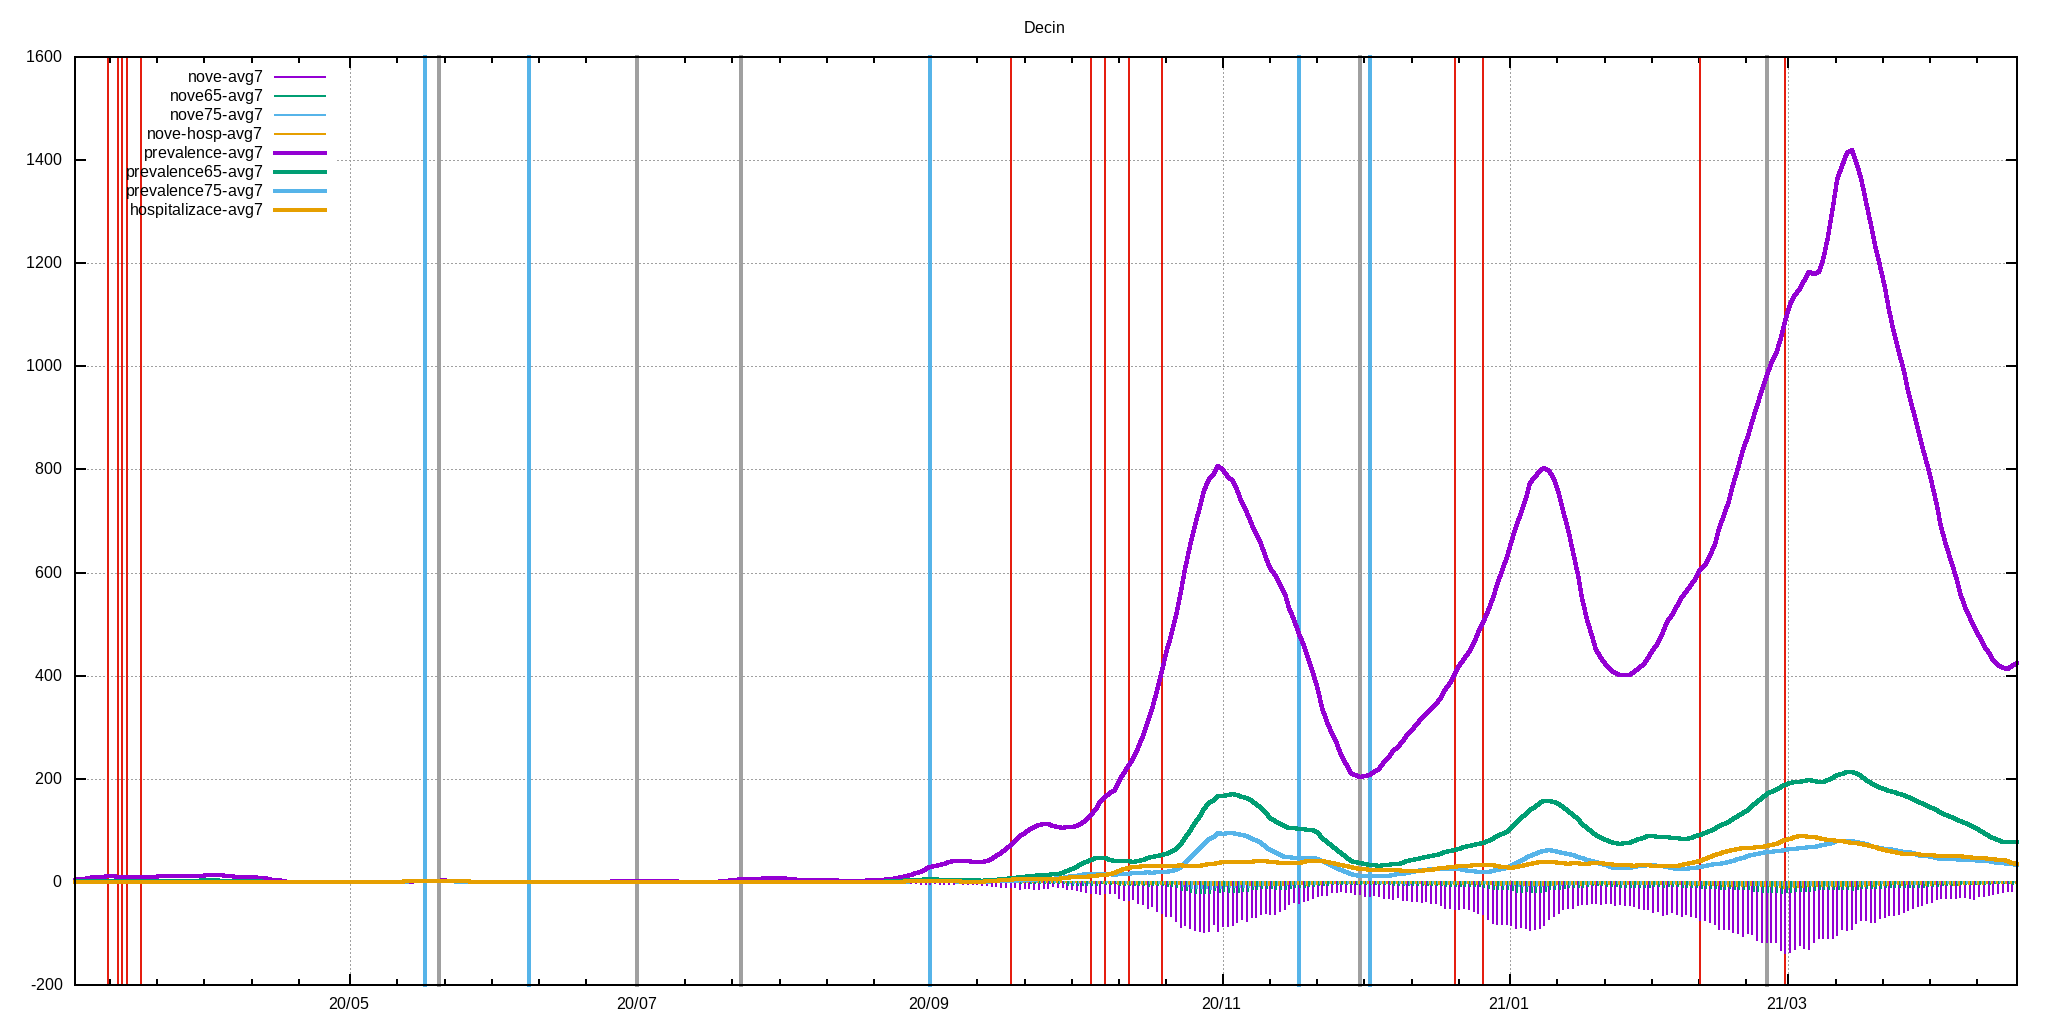 Decin
1600
1400
1200
1000
800
600
400
200
0
-200
nove-avg7
nove65-avg7
nove75-avg7
nove-hosp-avg7
prevalence-avg7
prevalence65-avg7
prevalence75-avg7
hospitalizace-avg7
20/05 20/07 20/09 20/11 21/01 21/03